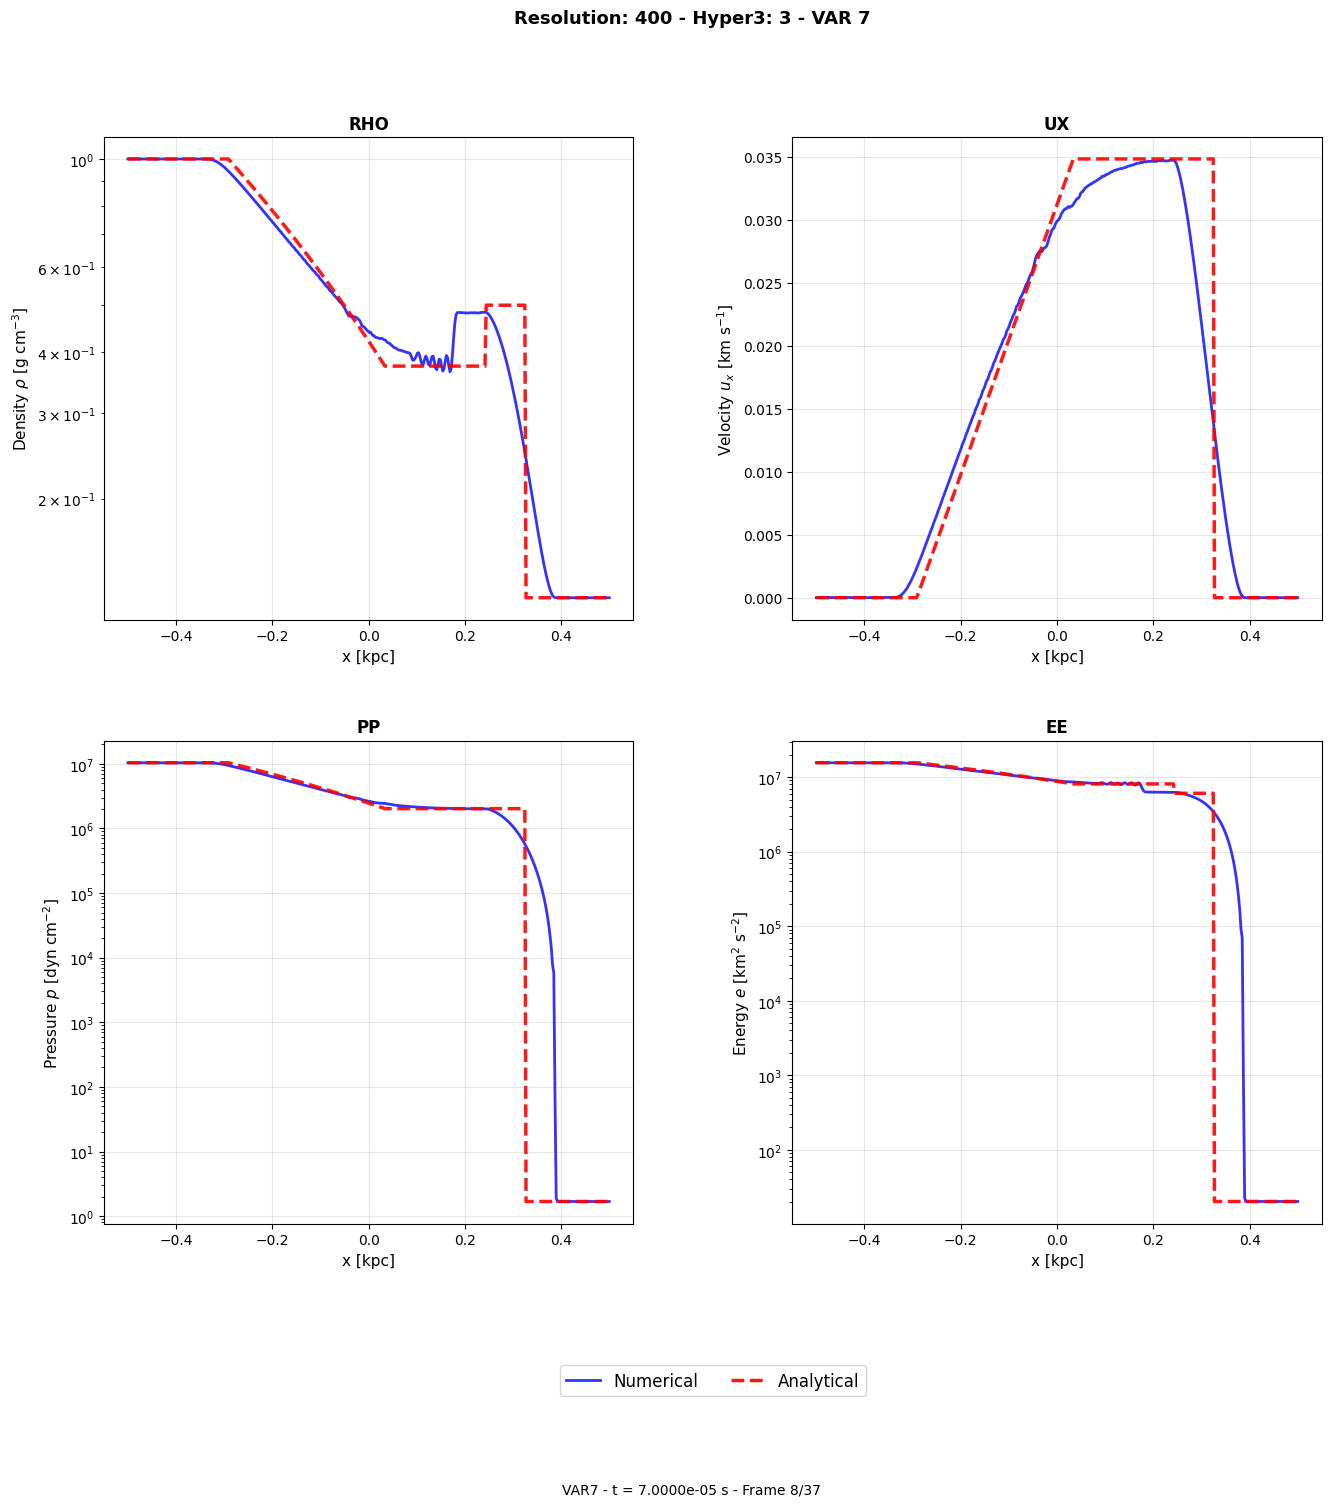 Resolution: 400 - Hyper3: 3 - VAR 7
RHO
Density ρ [g cm⁻³]
10⁰
6 × 10⁻¹
4 × 10⁻¹
3 × 10⁻¹
2 × 10⁻¹
−0.4 −0.2 0.0 0.2 0.4
x [kpc]
UX
Velocity uₓ [km s⁻¹]
0.035
0.030
0.025
0.020
0.015
0.010
0.005
0.000
−0.4 −0.2 0.0 0.2 0.4
x [kpc]
PP
Pressure p [dyn cm⁻²]
10⁷
10⁶
10⁵
10⁴
10³
10²
10¹
10⁰
−0.4 −0.2 0.0 0.2 0.4
x [kpc]
EE
Energy e [km² s⁻²]
10⁷
10⁶
10⁵
10⁴
10³
10²
−0.4 −0.2 0.0 0.2 0.4
x [kpc]
Numerical Analytical
VAR7 - t = 7.0000e-05 s - Frame 8/37